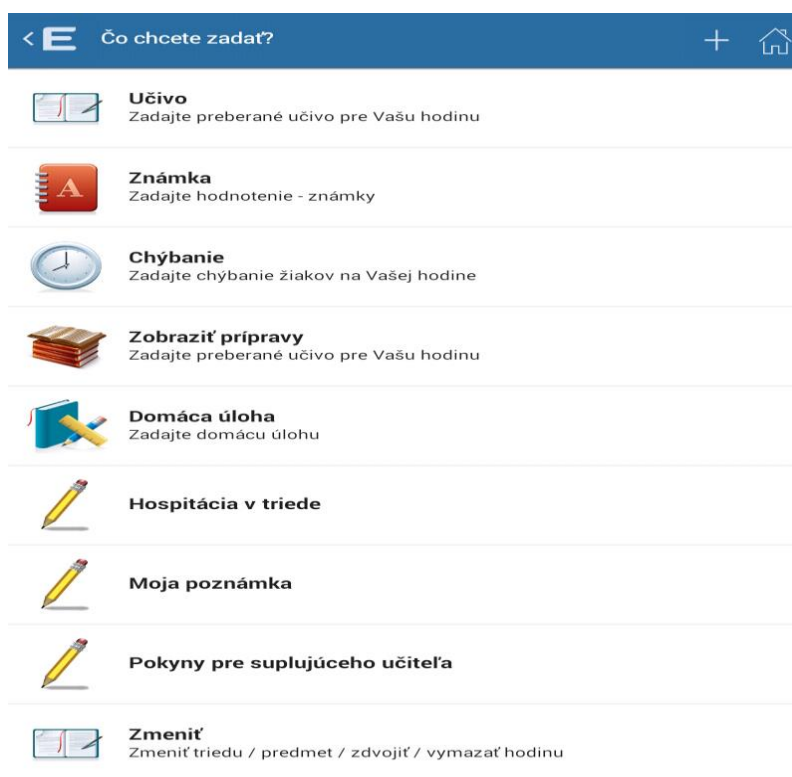 < E Čo chcete zadať? +
Učivo
Zadajte preberané učivo pre Vašu hodinu
A
Známka
Zadajte hodnotenie - známky
Chýbanie
Zadajte chýbanie žiakov na Vašej hodine
Zobraziť prípravy
Zadajte preberané učivo pre Vašu hodinu
Domáca úloha
Zadajte domácu úlohu
Hospitácia v triede
Moja poznámka
Pokyny pre suplujúceho učiteľa
Zmeniť
Zmeniť triedu / predmet / zdvojiť / vymazať hodinu